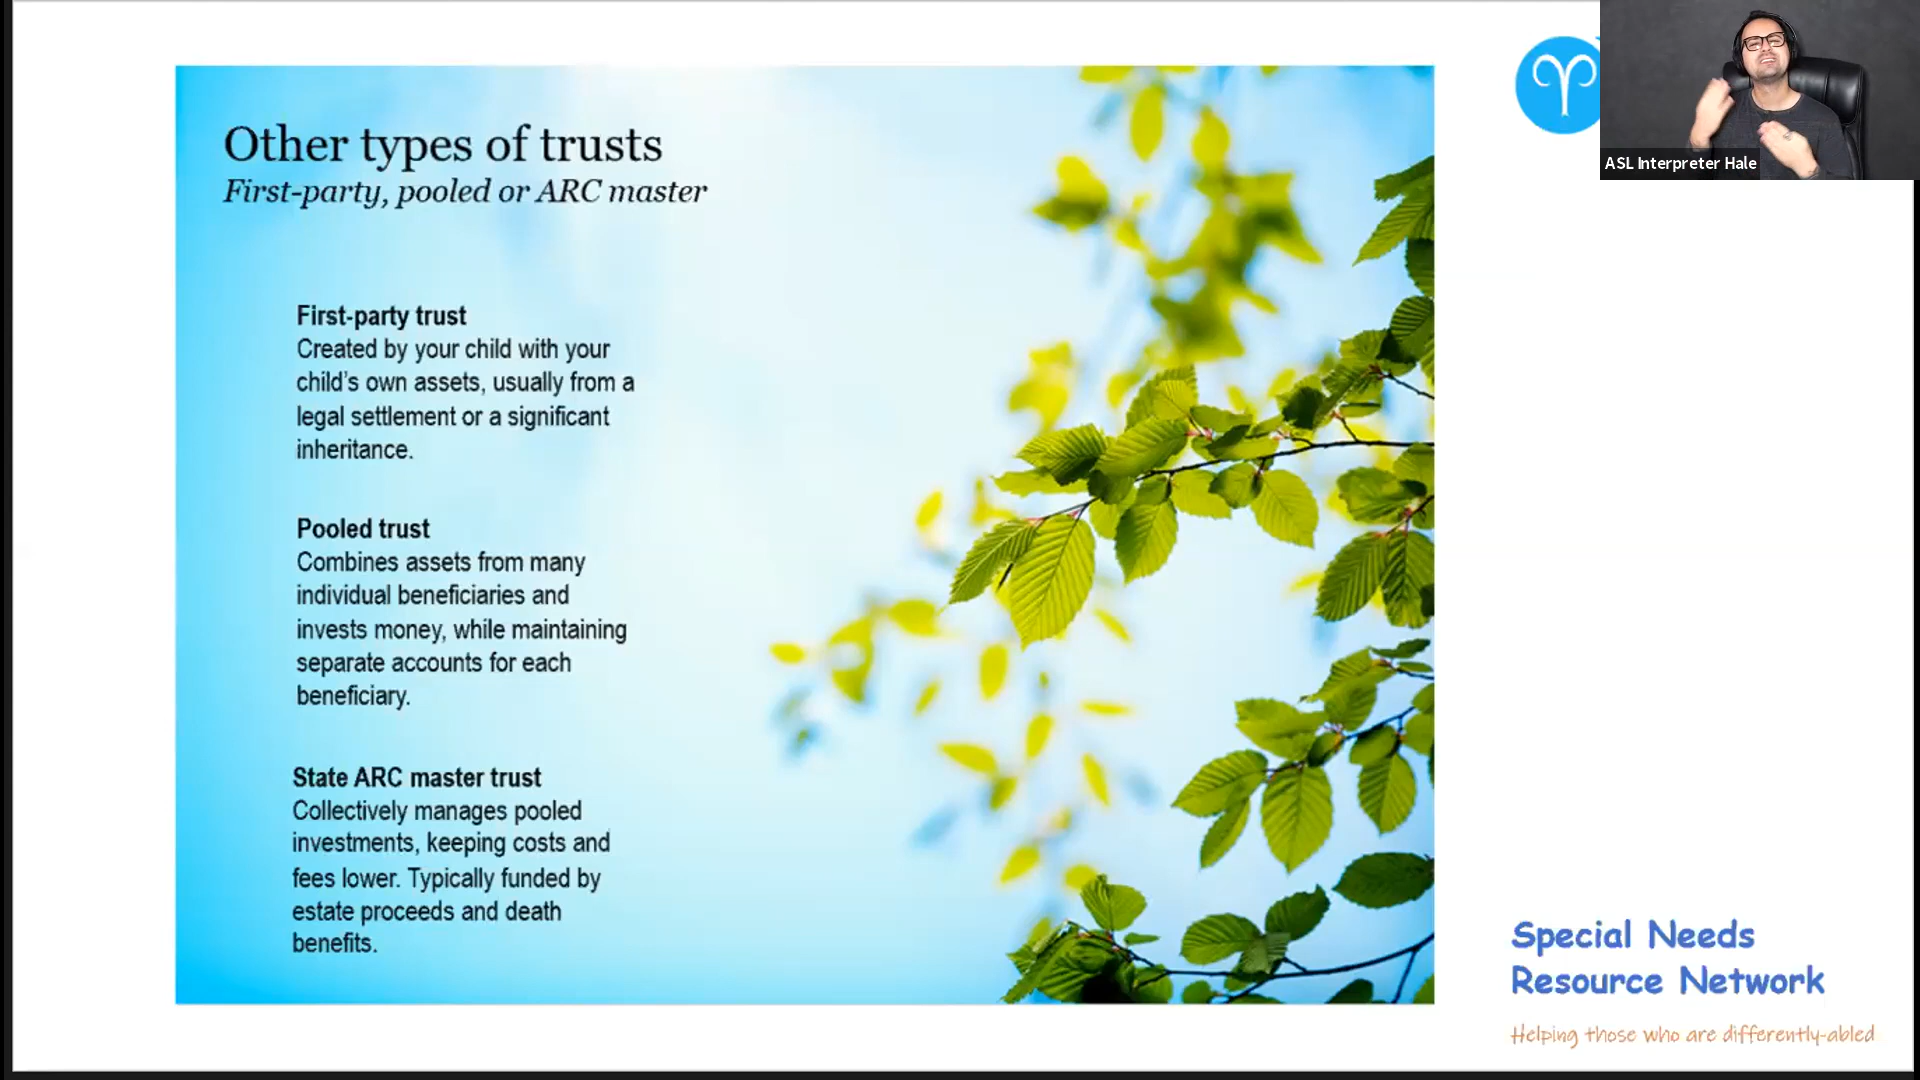 Other types of trusts
First-party, pooled or ARC master
First-party trust
Created by your child with your
child's own assets, usually from a
legal settlement or a significant
inheritance.
Pooled trust
Combines assets from many
individual beneficiaries and
invests money, while maintaining
separate accounts for each
beneficiary.
State ARC master trust
Collectively manages pooled
investments, keeping costs and
fees lower. Typically funded by
estate proceeds and death
benefits.
ASL Interpreter Hale
Special Needs
Resource Network
Helping those who are differently-abled